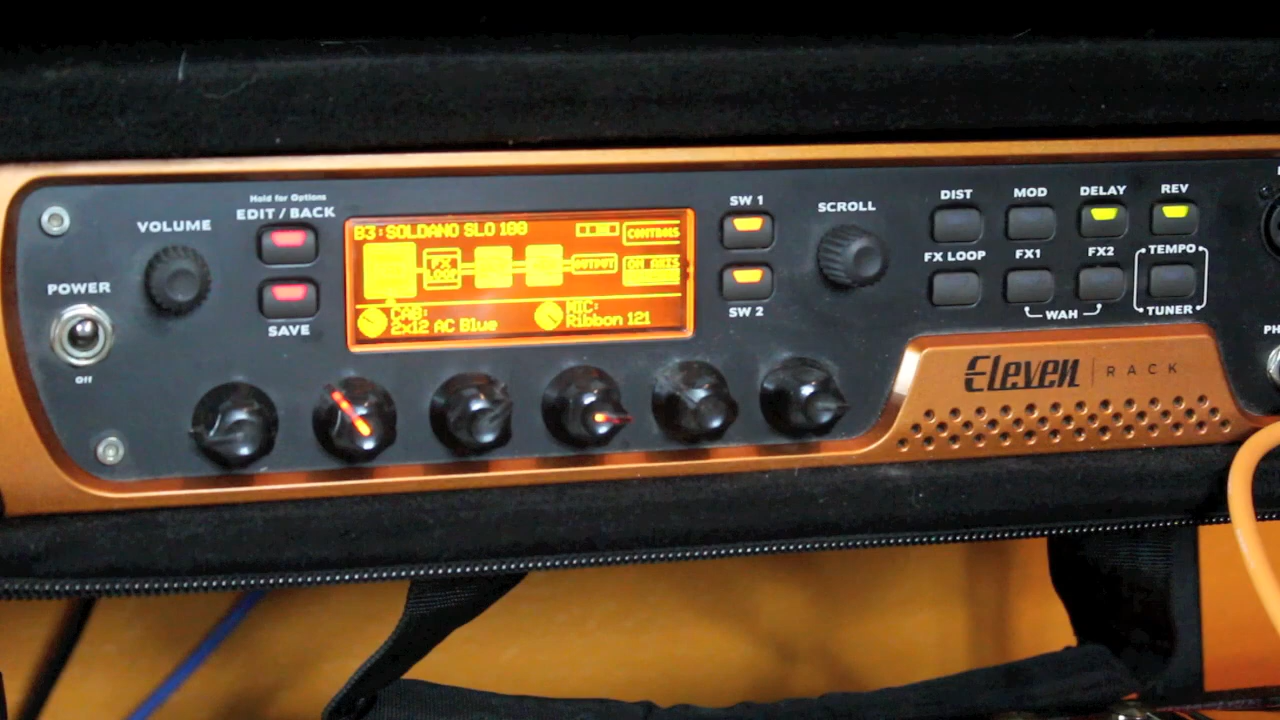 Hold for Options
EDIT / BACK
VOLUME
POWER
Off
SAVE
B3: SOLDANO SLO 100
CONTROLS
FX
LOOP
OUTPUT
ON AXIS
CAB:
2x12 AC Blue
MIC:
Ribbon 121
SW 1
SW 2
SCROLL
DIST
MOD
DELAY
REV
FX LOOP
FX1
FX2
TEMPO
WAH
TUNER
Eleven RACK